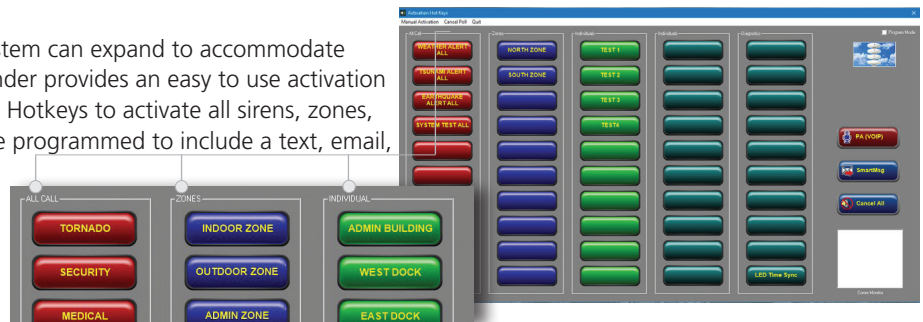 stem can expand to accommodate
nder provides an easy to use activation
Hotkeys to activate all sirens, zones,
e programmed to include a text, email,
Activation Hot Keys
Manual Activation Cancel Poll Quit
All Call
WEATHER ALERT ALL
TSUNAMI ALERT ALL
EARTHQUAKE ALERT ALL
SYSTEM TEST ALL
Zones
NORTH ZONE
SOUTH ZONE
Individual
TEST 1
TEST 2
TEST 3
TEST4
Individual
Diagnostics
LED Time Sync
Program Mode
PA (VOIP)
SmartMsg
Cancel All
Comm Monitor
ALL CALL
TORNADO
SECURITY
MEDICAL
ZONES
INDOOR ZONE
OUTDOOR ZONE
ADMIN ZONE
INDIVIDUAL
ADMIN BUILDING
WEST DOCK
EAST DOCK